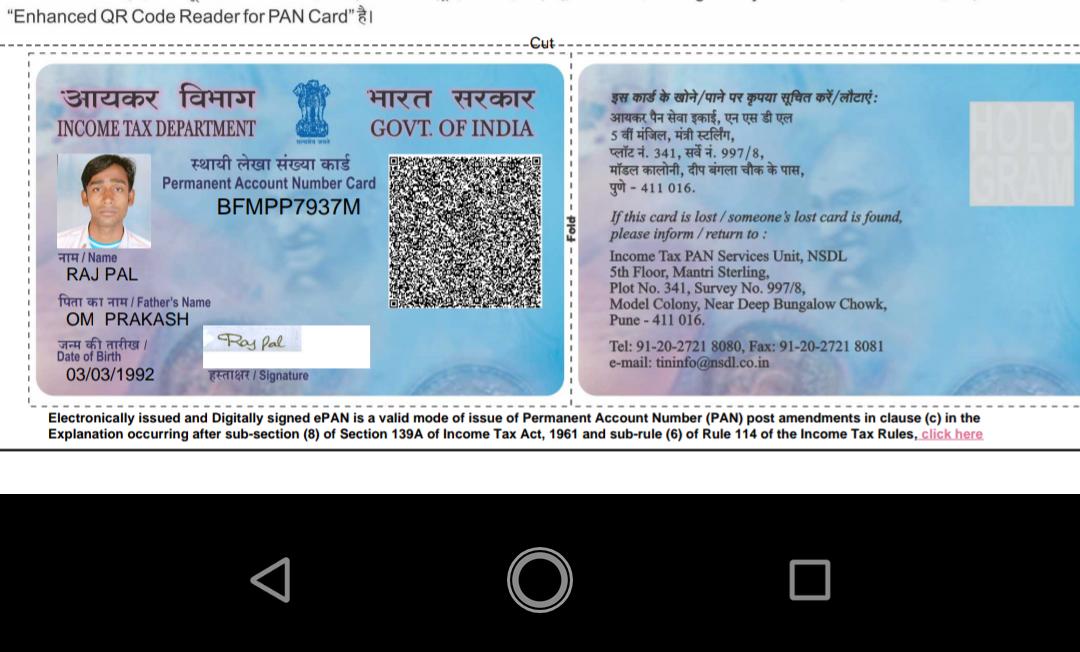 “Enhanced QR Code Reader for PAN Card” है।
Cut
आयकर विभाग
INCOME TAX DEPARTMENT
सत्यमेव जयते
भारत सरकार
GOVT. OF INDIA
स्थायी लेखा संख्या कार्ड
Permanent Account Number Card
BFMPP7937M
नाम / Name
RAJ PAL
पिता का नाम / Father's Name
OM PRAKASH
जन्म की तारीख /
Date of Birth
03/03/1992
Raj Pal
हस्ताक्षर / Signature
Fold
इस कार्ड के खोने/पाने पर कृपया सूचित करें/लौटाएं :
आयकर पैन सेवा इकाई, एन एस डी एल
5 वीं मंजिल, मंत्री स्टर्लिंग,
प्लॉट नं. 341, सर्वे नं. 997/8,
मॉडल कालोनी, दीप बंगला चौक के पास,
पुणे – 411 016.
If this card is lost / someone's lost card is found,
please inform / return to :
Income Tax PAN Services Unit, NSDL
5th Floor, Mantri Sterling,
Plot No. 341, Survey No. 997/8,
Model Colony, Near Deep Bungalow Chowk,
Pune - 411 016.
Tel: 91-20-2721 8080, Fax: 91-20-2721 8081
e-mail: tininfo@nsdl.co.in
Electronically issued and Digitally signed ePAN is a valid mode of issue of Permanent Account Number (PAN) post amendments in clause (c) in the
Explanation occurring after sub-section (8) of Section 139A of Income Tax Act, 1961 and sub-rule (6) of Rule 114 of the Income Tax Rules, click here